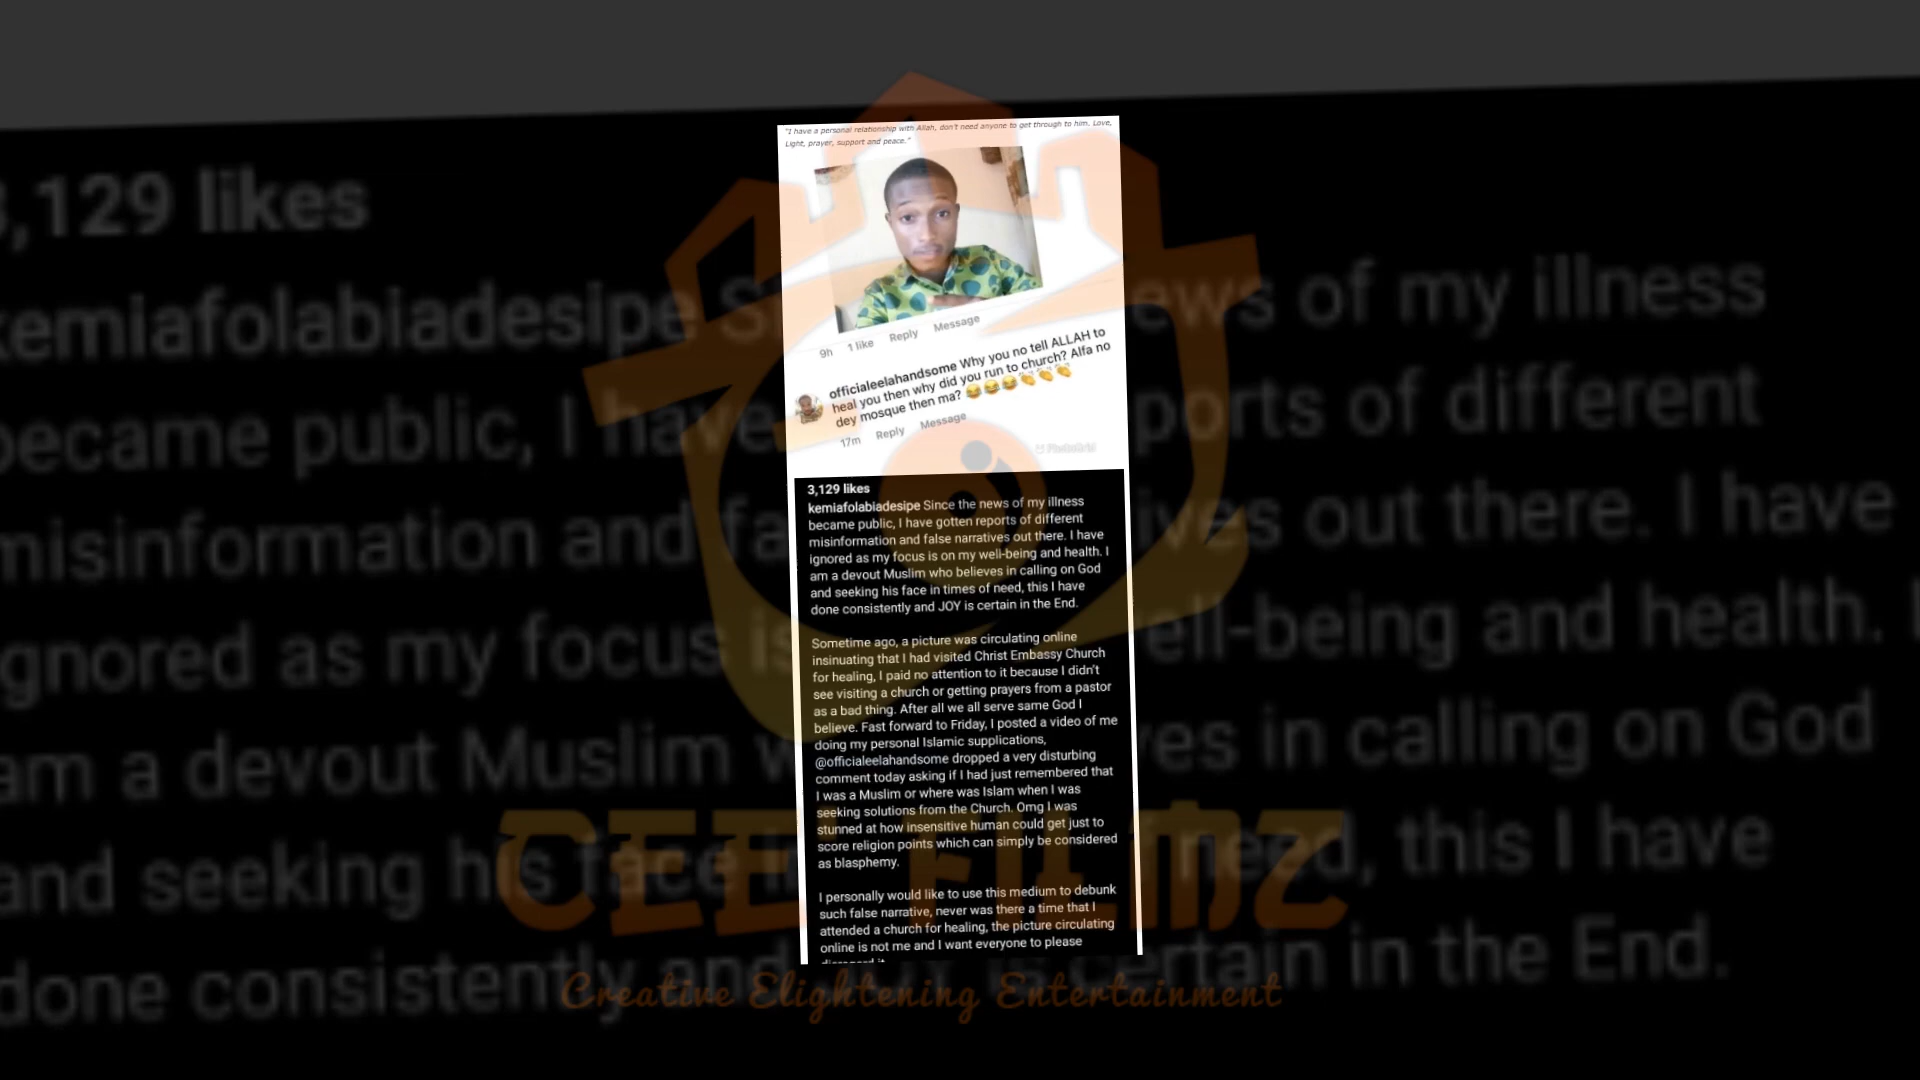 "I have a personal relationship with Allah, don't need anyone to get through to him. Love,
Light, prayer, support and peace."
9h 1 like Reply Message
officialeelahandsome Why you no tell ALLAH to
heal you then why did you run to church? Alfa no
dey mosque then ma? 😂😂😂👏👏👏
17m Reply Message
PhotoGrid
3,129 likes
kemiafolabiadesipe Since the news of my illness
became public, I have gotten reports of different
misinformation and false narratives out there. I have
ignored as my focus is on my well-being and health. I
am a devout Muslim who believes in calling on God
and seeking his face in times of need, this I have
done consistently and JOY is certain in the End.
Sometime ago, a picture was circulating online
insinuating that I had visited Christ Embassy Church
for healing, I paid no attention to it because I didn't
see visiting a church or getting prayers from a pastor
as a bad thing. After all we all serve same God I
believe. Fast forward to Friday, I posted a video of me
doing my personal Islamic supplications,
@officialeelahandsome dropped a very disturbing
comment today asking if I had just remembered that
I was a Muslim or where was Islam when I was
seeking solutions from the Church. Omg I was
stunned at how insensitive human could get just to
score religion points which can simply be considered
as blasphemy.
I personally would like to use this medium to debunk
such false narrative, never was there a time that I
attended a church for healing, the picture circulating
online is not me and I want everyone to please
3,129 likes
kemiafolabiadesipe S ews of my illness
became public, I have ports of different
misinformation and fa ives out there. I have
ignored as my focus is ell-being and health. I
am a devout Muslim w ves in calling on God
and seeking his face in need, this I have
done consistently and JOY is certain in the End.
CEE FILMZ
Creative Elightening Entertainment